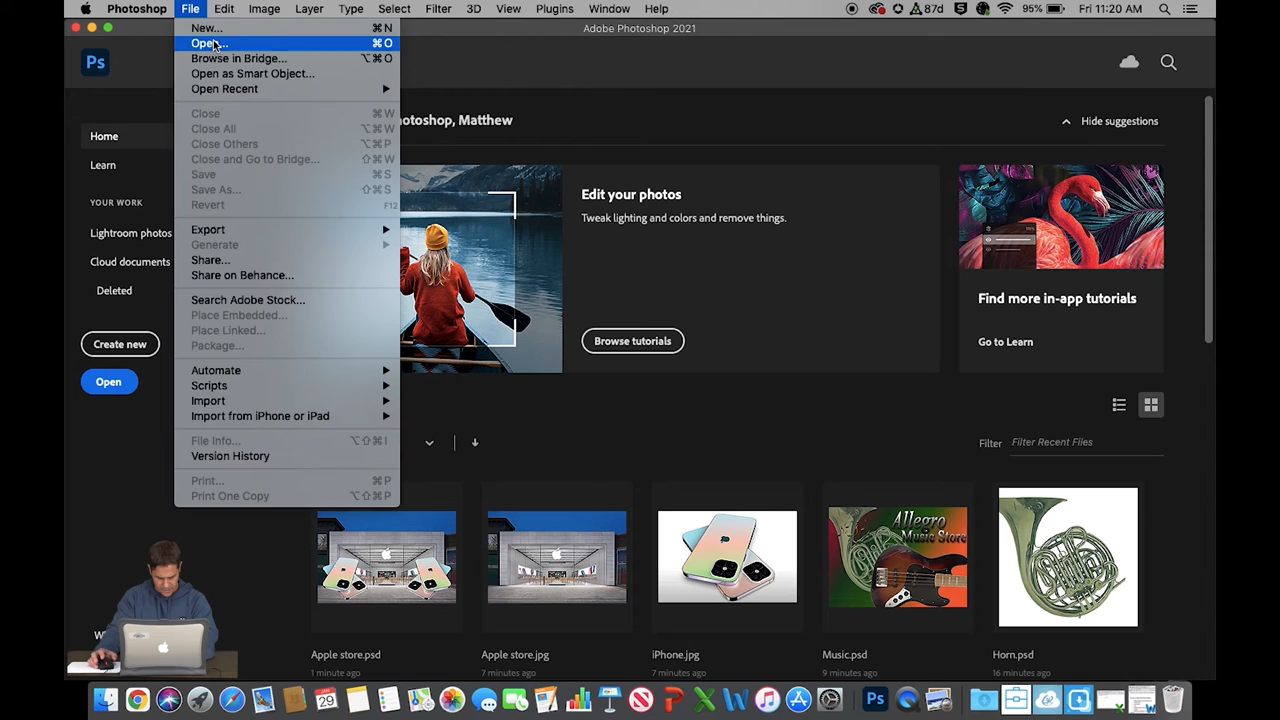 Photoshop File Edit Image Layer Type Select Filter 3D View Plugins Window Help 87d 95% Fri 11:20 AM
Adobe Photoshop 2021
New... ⌘N
Open... ⌘O
Browse in Bridge... ⌥⌘O
Open as Smart Object...
Open Recent
Close ⌘W
Close All ⌥⌘W
Close Others ⌥⌘P
Close and Go to Bridge... ⇧⌘W
Save ⌘S
Save As... ⇧⌘S
Revert F12
Export
Generate
Share...
Share on Behance...
Search Adobe Stock...
Place Embedded...
Place Linked...
Package...
Automate
Scripts
Import
Import from iPhone or iPad
File Info... ⌥⇧⌘I
Version History
Print... ⌘P
Print One Copy ⌥⇧⌘P
Ps
Home
Learn
YOUR WORK
Lightroom photos
Cloud documents
Deleted
Create new
Open
Photoshop, Matthew
Hide suggestions
Edit your photos
Tweak lighting and colors and remove things.
Browse tutorials
Find more in-app tutorials
Go to Learn
Filter Filter Recent Files
Allegro
Music Store
Apple store.psd
1 minute ago
Apple store.jpg
7 minutes ago
iPhone.jpg
7 minutes ago
Music.psd
14 minutes ago
Horn.psd
16 minutes ago
JAN
29
Ps